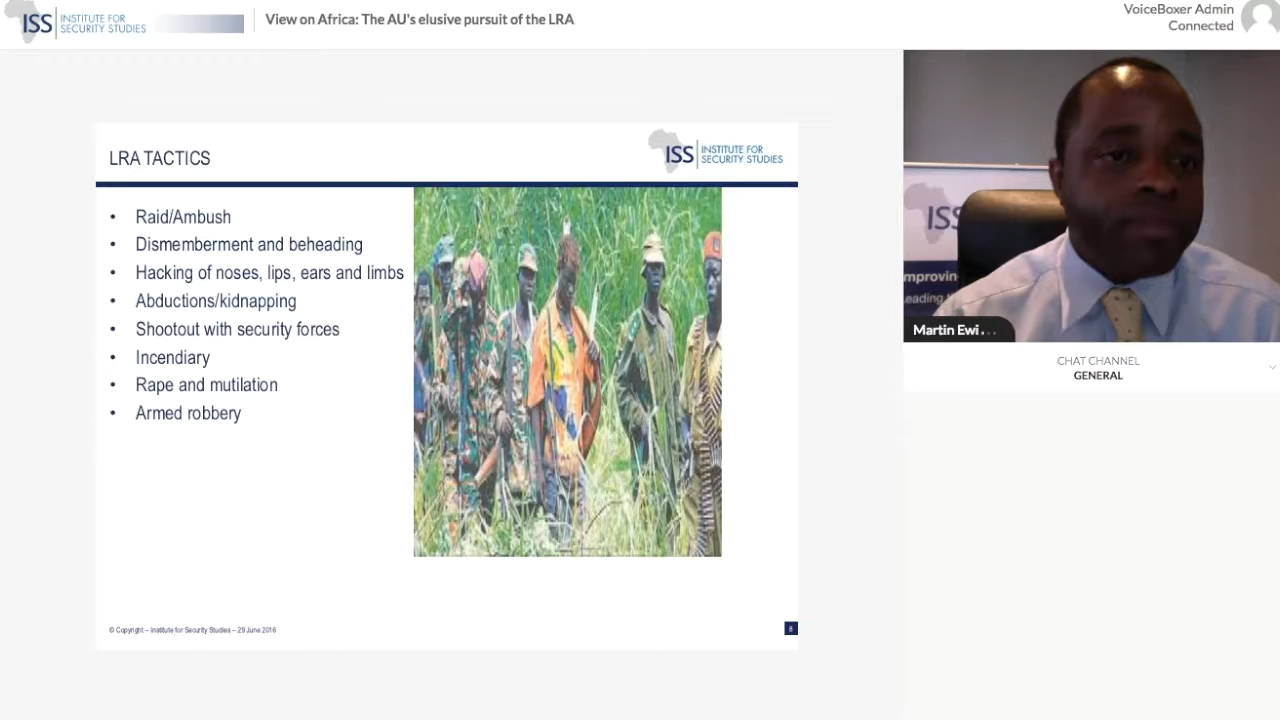 ISS
INSTITUTE FOR
SECURITY STUDIES
View on Africa: The AU's elusive pursuit of the LRA
VoiceBoxer Admin
Connected
LRA TACTICS
ISS
INSTITUTE FOR
SECURITY STUDIES
• Raid/Ambush
• Dismemberment and beheading
• Hacking of noses, lips, ears and limbs
• Abductions/kidnapping
• Shootout with security forces
• Incendiary
• Rape and mutilation
• Armed robbery
© Copyright – Institute for Security Studies – 29 June 2016
8
ISS
mprovin
eading
Martin Ewi...
CHAT CHANNEL
GENERAL